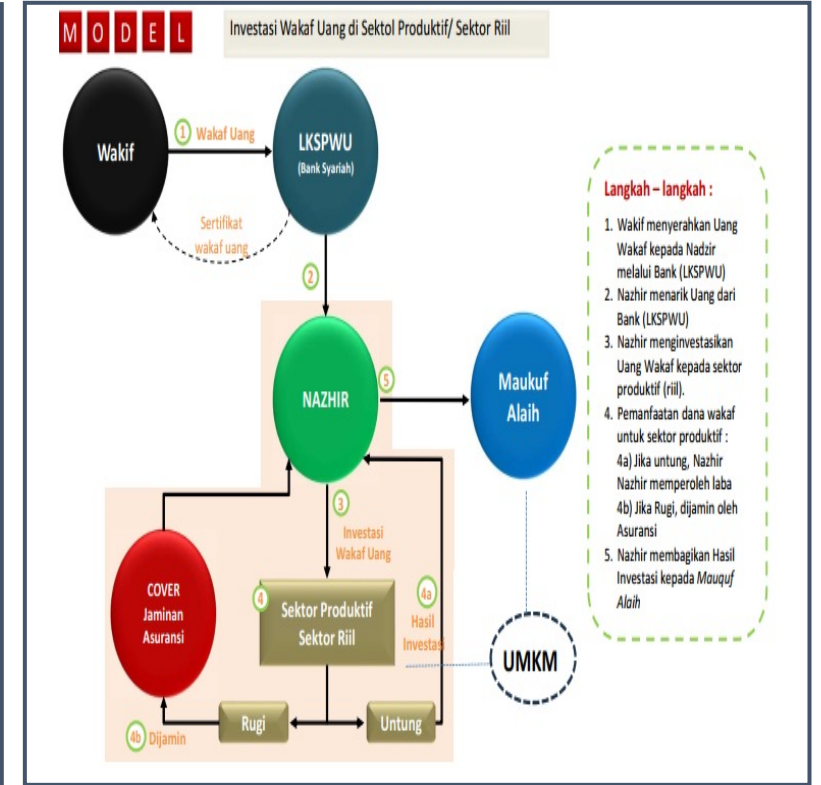 MODEL
Investasi Wakaf Uang di Sektol Produktif/ Sektor Riil
Wakif
1 Wakaf Uang
LKSPWU
(Bank Syariah)
Sertifikat
wakaf uang
2
NAZHIR
5
Maukuf
Alaih
3
Investasi
Wakaf Uang
4
Sektor Produktif
Sektor Riil
4a
Hasil
Investasi
COVER
Jaminan
Asuransi
UMKM
Rugi
Untung
4b Dijamin
Langkah – langkah :
1. Wakif menyerahkan Uang
Wakaf kepada Nadzir
melalui Bank (LKSPWU)
2. Nazhir menarik Uang dari
Bank (LKSPWU)
3. Nazhir menginvestasikan
Uang Wakaf kepada sektor
produktif (riil).
4. Pemanfaatan dana wakaf
untuk sektor produktif :
4a) Jika untung, Nazhir
Nazhir memperoleh laba
4b) Jika Rugi, dijamin oleh
Asuransi
5. Nazhir membagikan Hasil
Investasi kepada Mauquf
Alaih